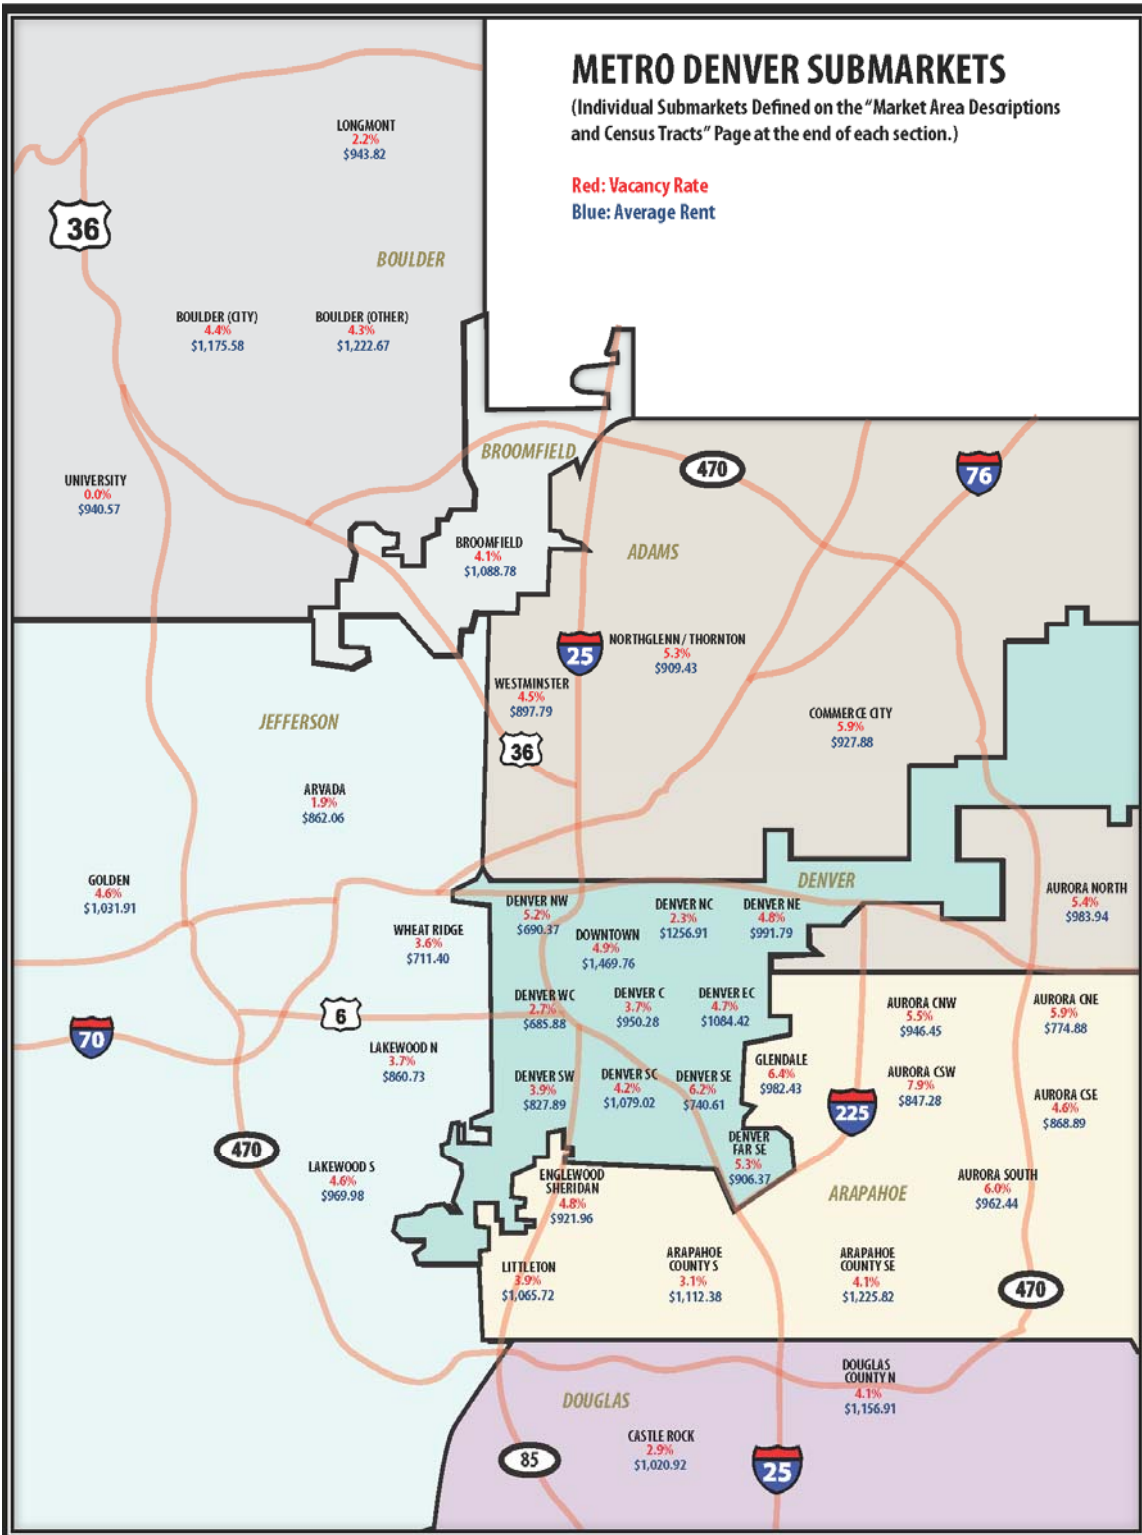 METRO DENVER SUBMARKETS
(Individual Submarkets Defined on the “Market Area Descriptions
and Census Tracts” Page at the end of each section.)
Red: Vacancy Rate
Blue: Average Rent
LONGMONT
2.2%
$943.82
36
BOULDER
BOULDER (CITY)
4.4%
$1,175.58
BOULDER (OTHER)
4.3%
$1,222.67
BROOMFIELD
470
76
UNIVERSITY
0.0%
$940.57
BROOMFIELD
4.1%
$1,088.78
ADAMS
25
NORTHGLENN / THORNTON
5.3%
$909.43
WESTMINSTER
4.5%
$897.79
36
COMMERCE CITY
5.9%
$927.88
JEFFERSON
ARVADA
1.9%
$862.06
GOLDEN
4.6%
$1,031.91
DENVER
AURORA NORTH
5.4%
$983.94
WHEAT RIDGE
3.6%
$711.40
DENVER NW
5.2%
$690.37
DOWNTOWN
4.9%
$1,469.76
DENVER NC
2.3%
$1256.91
DENVER NE
4.8%
$991.79
6
70
DENVER WC
2.7%
$685.88
DENVER C
3.7%
$950.28
DENVER EC
4.7%
$1084.42
AURORA CNW
5.5%
$946.45
AURORA CNE
5.9%
$774.88
LAKEWOOD N
3.7%
$860.73
DENVER SW
3.9%
$827.89
DENVER SC
4.2%
$1,079.02
DENVER SE
6.2%
$740.61
GLENDALE
6.4%
$982.43
AURORA CSW
7.9%
$847.28
225
AURORA CSE
4.6%
$868.89
470
LAKEWOOD S
4.6%
$969.98
DENVER
FAR SE
5.3%
$906.37
ENGLEWOOD
SHERIDAN
4.8%
$921.96
ARAPAHOE
AURORA SOUTH
6.0%
$962.44
LITTLETON
3.9%
$1,065.72
ARAPAHOE
COUNTY S
3.1%
$1,112.38
ARAPAHOE
COUNTY SE
4.1%
$1,225.82
470
DOUGLAS
COUNTY N
4.1%
$1,156.91
DOUGLAS
CASTLE ROCK
2.9%
$1,020.92
85
25